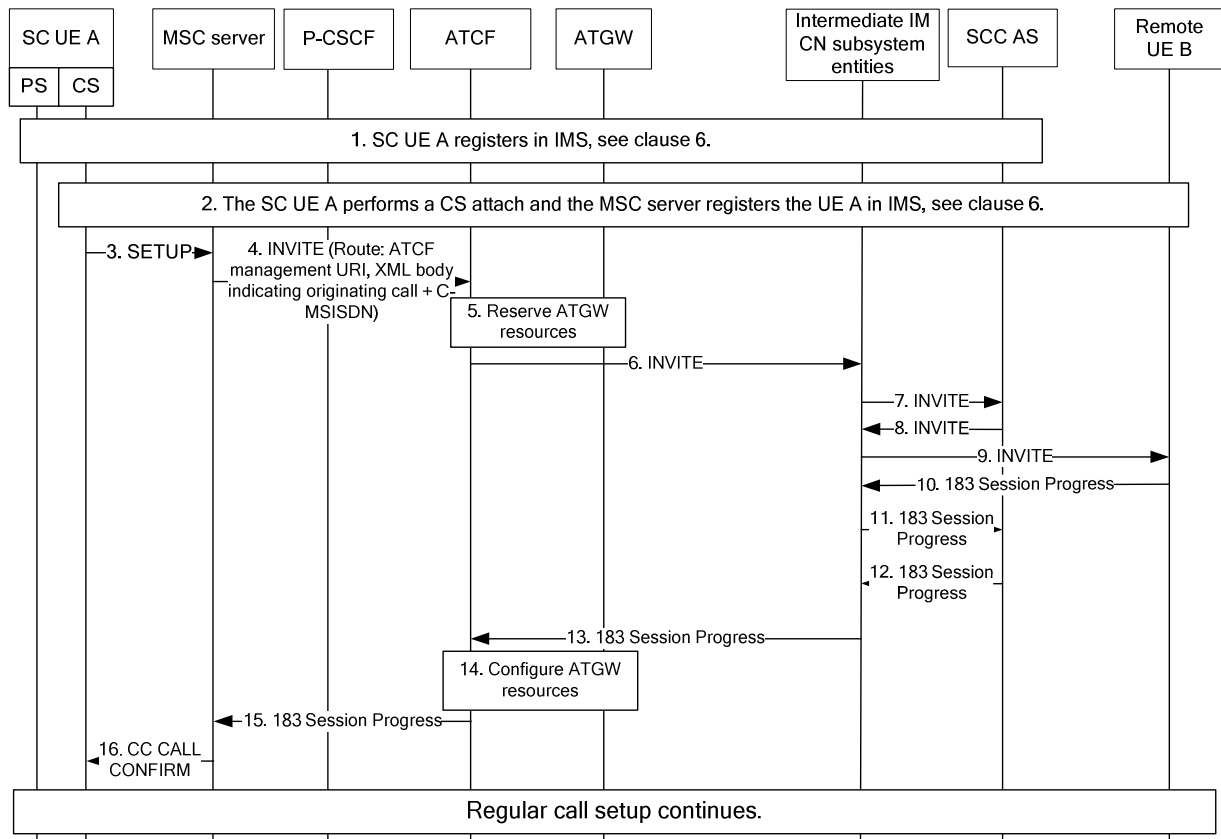 SC UE A
PS
CS
MSC server
P-CSCF
ATCF
ATGW
Intermediate IM
CN subsystem
entities
SCC AS
Remote
UE B
1. SC UE A registers in IMS, see clause 6.
2. The SC UE A performs a CS attach and the MSC server registers the UE A in IMS, see clause 6.
3. SETUP
4. INVITE (Route: ATCF
management URI, XML body
indicating originating call + C-
MSISDN)
5. Reserve ATGW
resources
6. INVITE
7. INVITE
8. INVITE
9. INVITE
10. 183 Session Progress
11. 183 Session
Progress
12. 183 Session
Progress
13. 183 Session Progress
14. Configure ATGW
resources
15. 183 Session Progress
16. CC CALL
CONFIRM
Regular call setup continues.